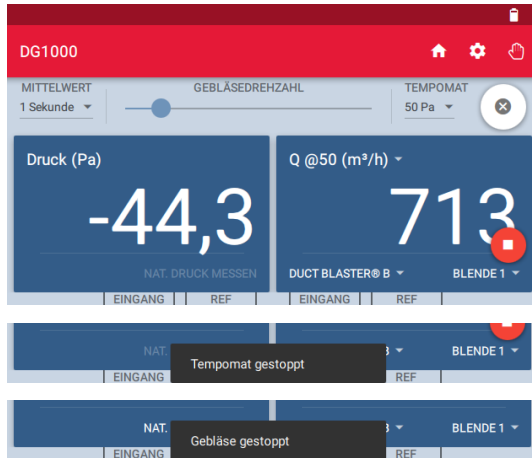 DG1000
MITTELWERT GEBLÄSEDREHZAHL TEMPOMAT
1 Sekunde 50 Pa
Druck (Pa) Q @50 (m³/h)
-44,3 713
NAT. DRUCK MESSEN DUCT BLASTER® B BLENDE 1
EINGANG REF EINGANG REF
NAT. B BLENDE 1
Tempomat gestoppt
EINGANG REF
NAT. B BLENDE 1
Gebläse gestoppt
EINGANG REF